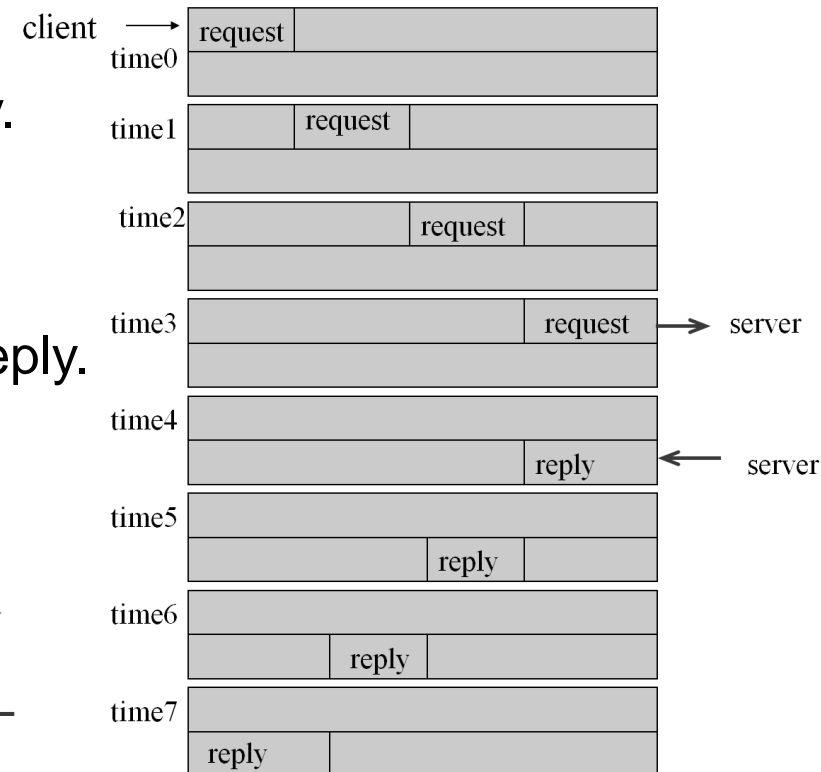 client request
time0
y.
time1 request
time2 request
time3 request server
eply.
time4
reply server
time5
reply
time6
reply
time7
reply